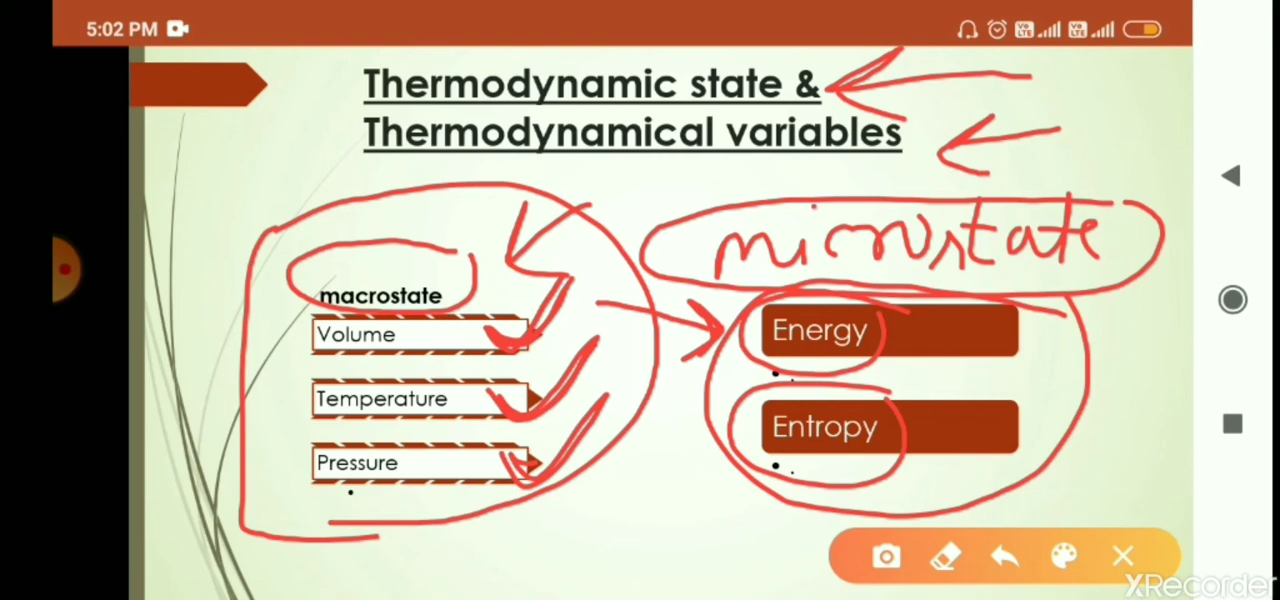 5:02 PM
Thermodynamic state &
Thermodynamical variables
microstate
macrostate
Volume
Temperature
Pressure
Energy
Entropy
XRecorder